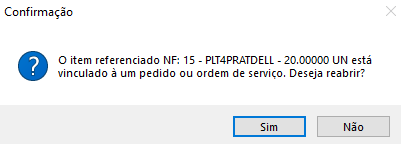 Confirmação
O item referenciado NF: 15 - PLT4PRATDELL - 20.00000 UN está
vinculado à um pedido ou ordem de serviço. Deseja reabrir?
Sim
Não